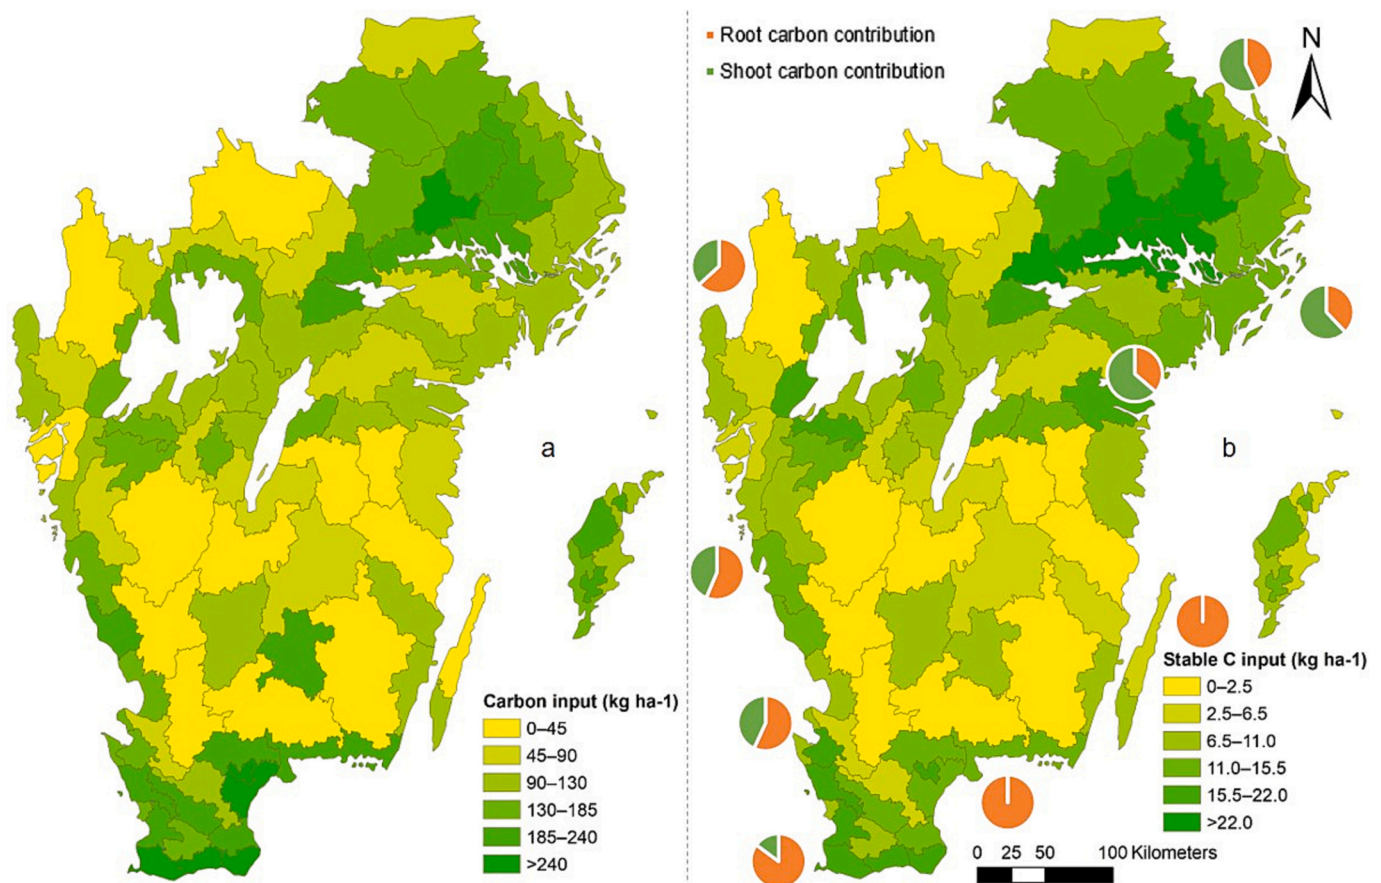 Root carbon contribution
Shoot carbon contribution
N
a
b
Carbon input (kg ha-1)
0–45
45–90
90–130
130–185
185–240
>240
Stable C input (kg ha-1)
0–2.5
2.5–6.5
6.5–11.0
11.0–15.5
15.5–22.0
>22.0
0 25 50 100 Kilometers